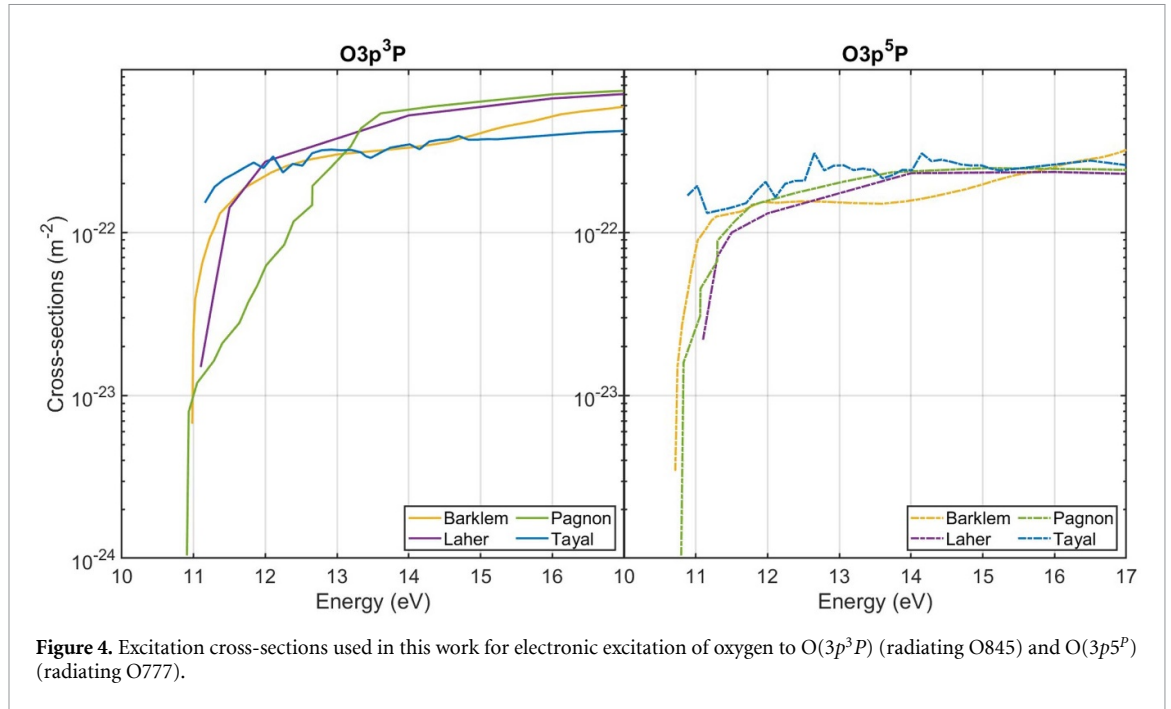 O3p³P
O3p⁵P
Cross-sections (m⁻²)
10⁻²²
10⁻²³
10⁻²⁴
10⁻²²
10⁻²³
Barklem
Laher
Pagnon
Tayal
Barklem
Laher
Pagnon
Tayal
10 11 12 13 14 15 16 10 11 12 13 14 15 16 17
Energy (eV)
Energy (eV)
Figure 4. Excitation cross-sections used in this work for electronic excitation of oxygen to O(3p³P) (radiating O845) and O(3p5ᴾ)
(radiating O777).